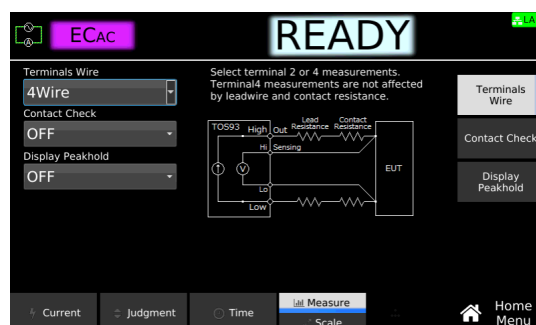 ECAC
READY
LA
Terminals Wire
4Wire
Contact Check
OFF
Display Peakhold
OFF
Select terminal 2 or 4 measurements.
Terminal4 measurements are not affected
by leadwire and contact resistance.
TOS93
High
Out
Lead
Resistance
Contact
Resistance
Hi
Sensing
A
V
EUT
Lo
Low
Terminals
Wire
Contact Check
Display
Peakhold
Current
Judgment
Time
Measure
Scale
Home
Menu